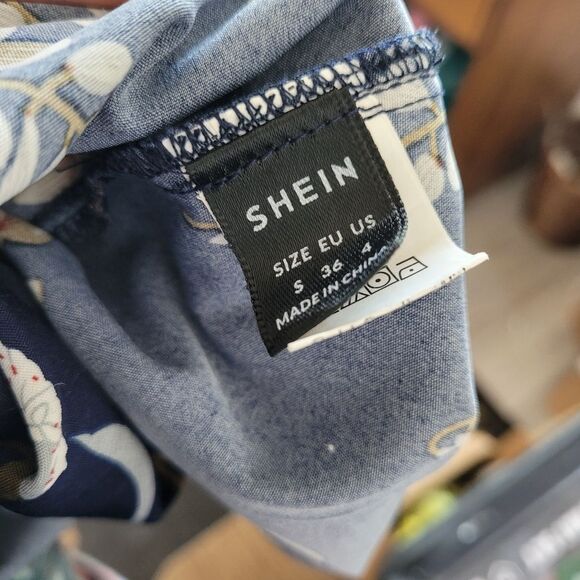 SHEIN
SIZE EU US
S 36 4
MADE IN CHINA